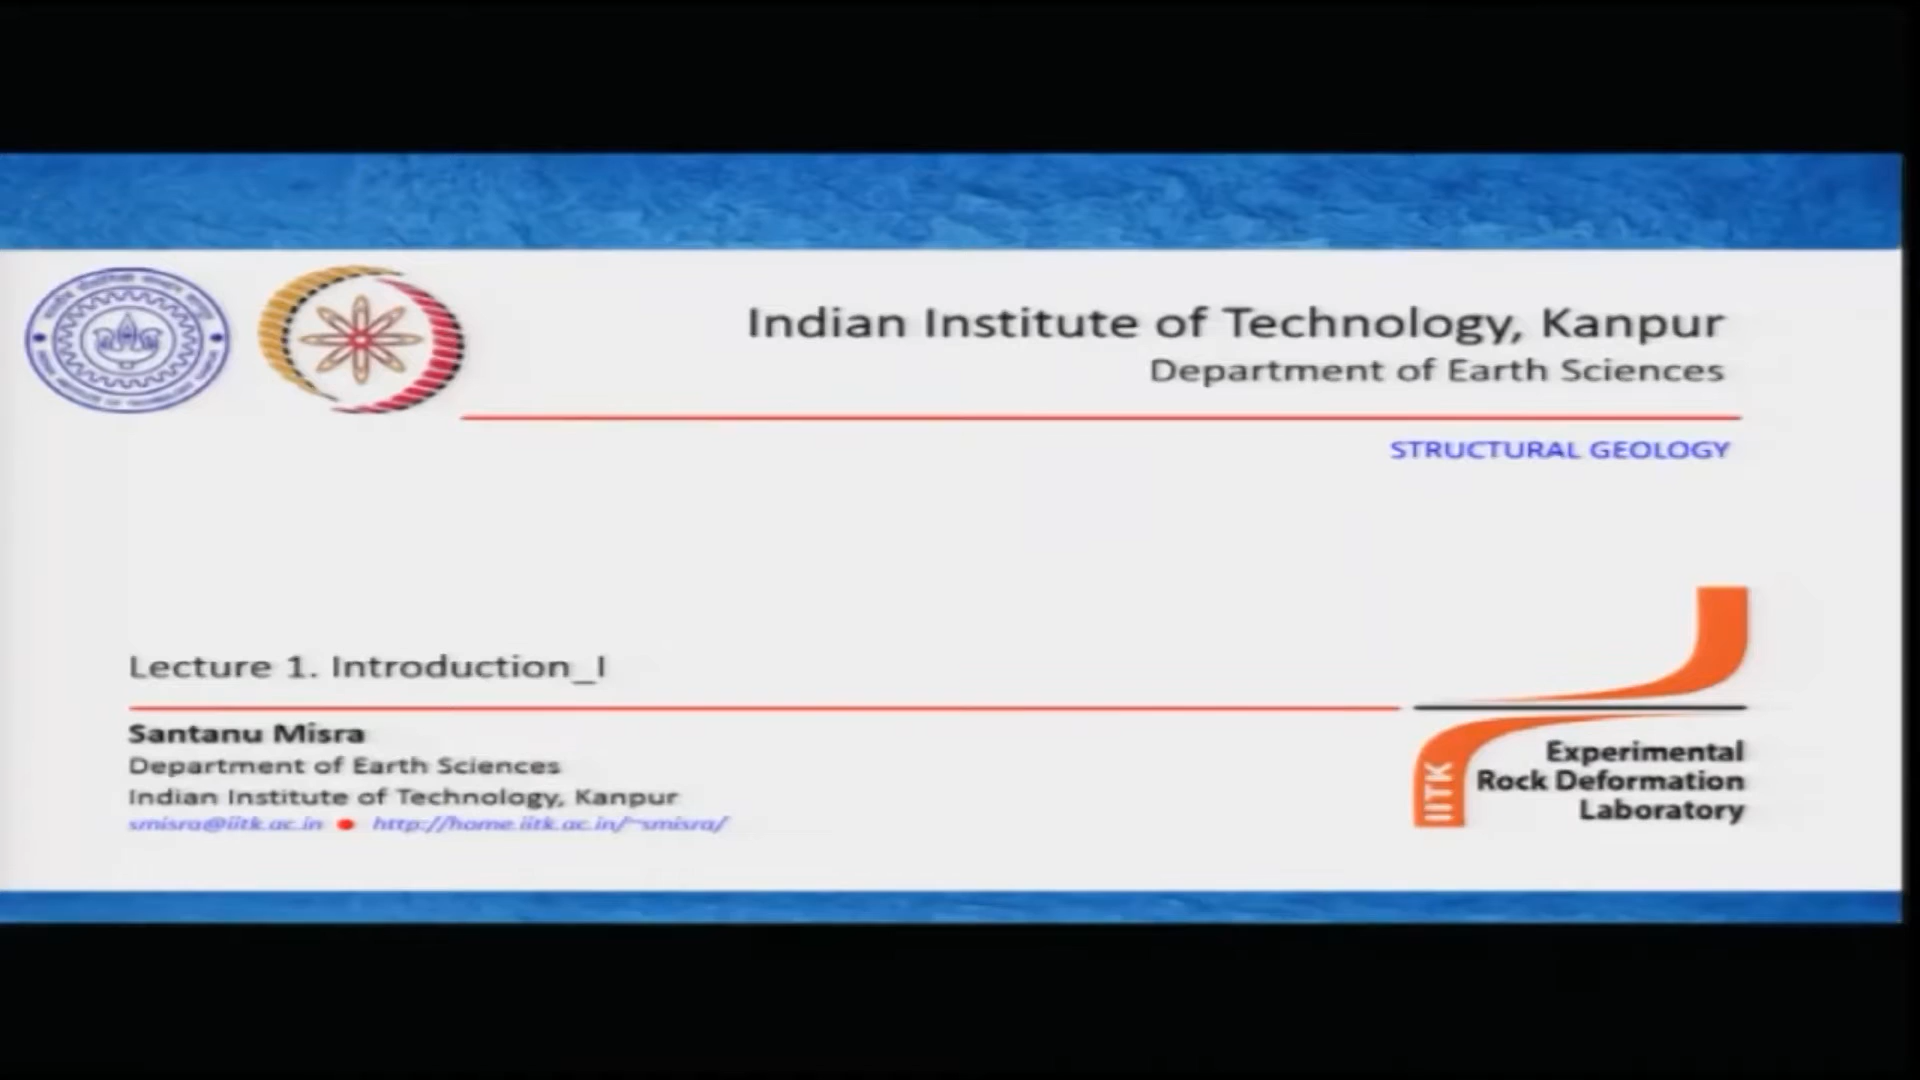 Indian Institute of Technology, Kanpur
Department of Earth Sciences
STRUCTURAL GEOLOGY
Lecture 1. Introduction_I
Santanu Misra
Department of Earth Sciences
Indian Institute of Technology, Kanpur
smisra@iitk.ac.in ● http://home.iitk.ac.in/~smisra/
IITK
Experimental
Rock Deformation
Laboratory